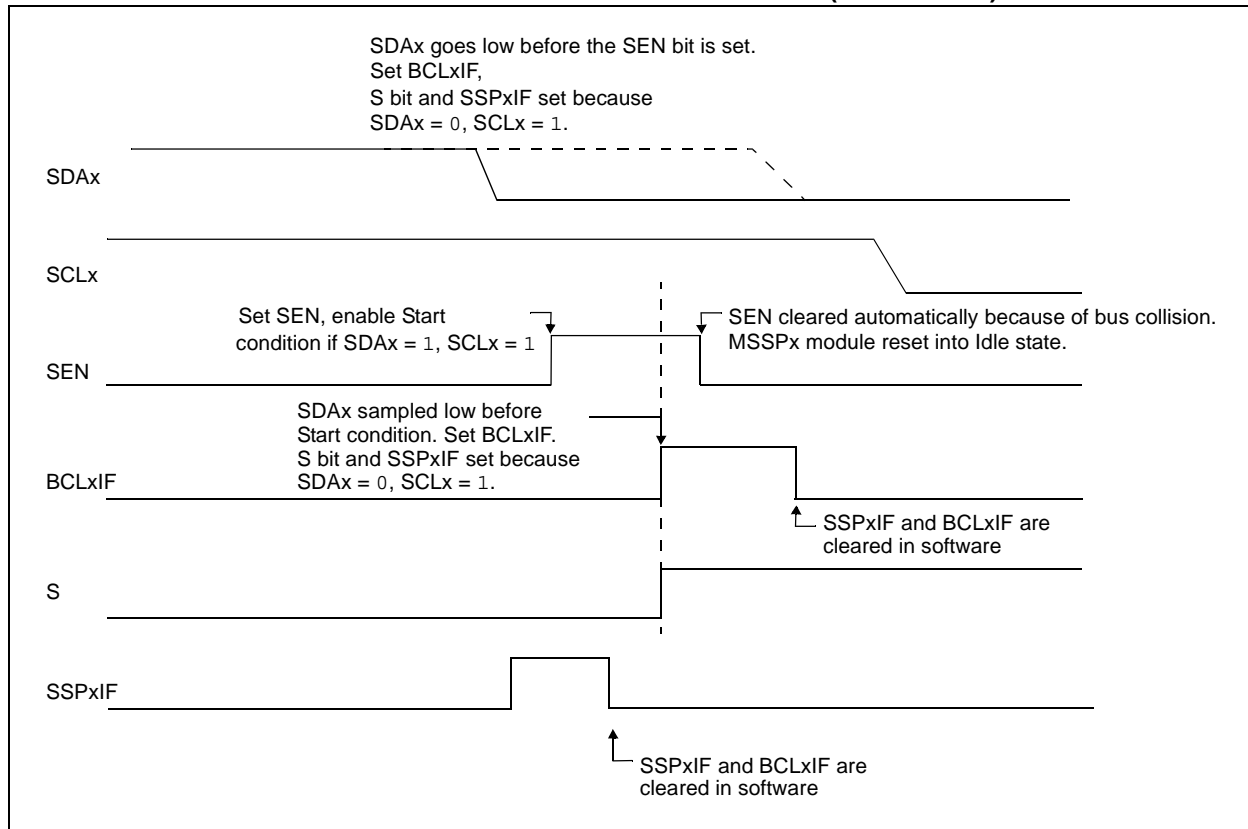 SDAx goes low before the SEN bit is set.
Set BCLxIF,
S bit and SSPxIF set because
SDAx = 0, SCLx = 1.
SDAx
SCLx
Set SEN, enable Start
condition if SDAx = 1, SCLx = 1
SEN cleared automatically because of bus collision.
MSSPx module reset into Idle state.
SEN
SDAx sampled low before
Start condition. Set BCLxIF.
S bit and SSPxIF set because
SDAx = 0, SCLx = 1.
BCLxIF
SSPxIF and BCLxIF are
cleared in software
S
SSPxIF
SSPxIF and BCLxIF are
cleared in software